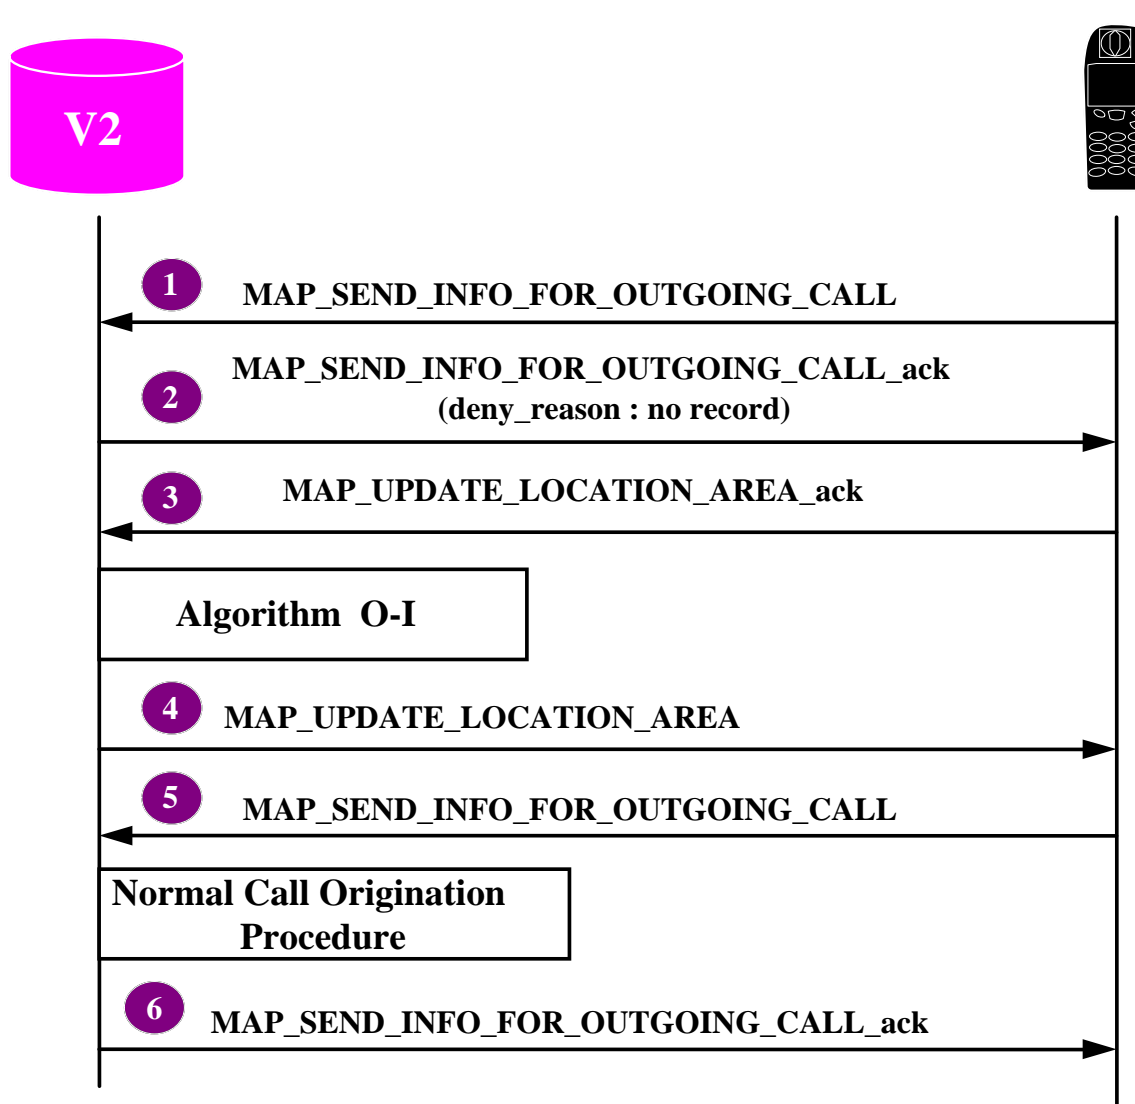 V2
1
MAP_SEND_INFO_FOR_OUTGOING_CALL
MAP_SEND_INFO_FOR_OUTGOING_CALL_ack
2
(deny_reason : no record)
3
MAP_UPDATE_LOCATION_AREA_ack
Algorithm O-I
4
MAP_UPDATE_LOCATION_AREA
5
MAP_SEND_INFO_FOR_OUTGOING_CALL
Normal Call Origination
Procedure
6
MAP_SEND_INFO_FOR_OUTGOING_CALL_ack